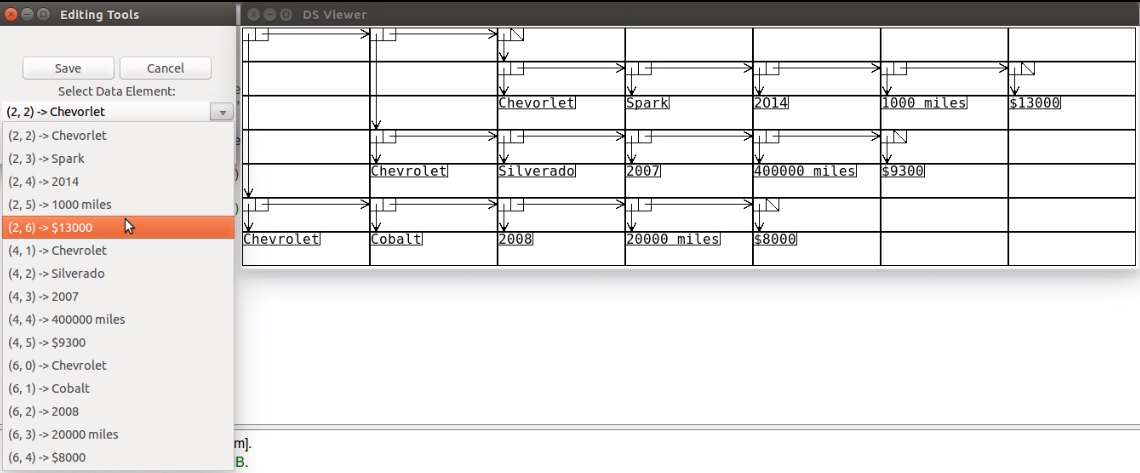 Editing Tools
DS Viewer
Save Cancel
Select Data Element:
(2, 2) -> Chevorlet
(2, 2) -> Chevorlet
(2, 3) -> Spark
(2, 4) -> 2014
(2, 5) -> 1000 miles
(2, 6) -> $13000
(4, 1) -> Chevrolet
(4, 2) -> Silverado
(4, 3) -> 2007
(4, 4) -> 400000 miles
(4, 5) -> $9300
(6, 0) -> Chevrolet
(6, 1) -> Cobalt
(6, 2) -> 2008
(6, 3) -> 20000 miles
(6, 4) -> $8000
Chevorlet Spark 2014 1000 miles $13000
Chevrolet Silverado 2007 400000 miles $9300
Chevrolet Cobalt 2008 20000 miles $8000
m].
B.